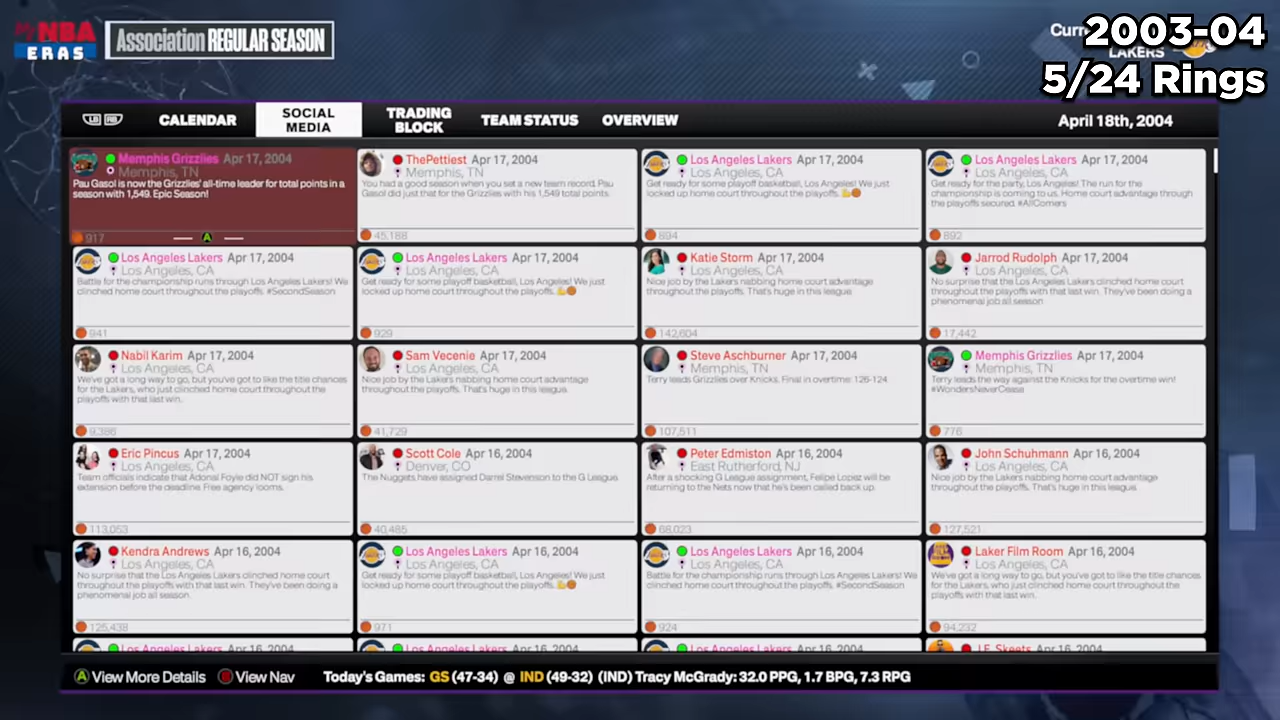 My NBA
ERAS
Association REGULAR SEASON
2003-04
LAKERS
5/24 Rings
LB RB
CALENDAR
SOCIAL
MEDIA
TRADING
BLOCK
TEAM STATUS
OVERVIEW
April 18th, 2004
Memphis Grizzlies Apr 17, 2004
Memphis, TN
Pau Gasol is now the Grizzlies' all-time leader for total points in a
season with 1,549. Epic Season!
917
A
ThePettiest Apr 17, 2004
Memphis, TN
You had a good season when you set a new team record. Pau
Gasol did just that for the Grizzlies with his 1,549 total points.
45,188
Los Angeles Lakers Apr 17, 2004
Los Angeles, CA
Get ready for some playoff basketball, Los Angeles! We just
locked up home court throughout the playoffs. 💪🏀
894
Los Angeles Lakers Apr 17, 2004
Los Angeles, CA
Get ready for the party, Los Angeles! The run for the
championship is coming to us. Home court advantage through
the playoffs secured. #AllComers
892
Los Angeles Lakers Apr 17, 2004
Los Angeles, CA
Battle for the championship runs through Los Angeles Lakers! We
clinched home court throughout the playoffs. #SecondSeason
941
Los Angeles Lakers Apr 17, 2004
Los Angeles, CA
Get ready for some playoff basketball, Los Angeles! We just
locked up home court throughout the playoffs. 💪🏀
929
Katie Storm Apr 17, 2004
Los Angeles, CA
Nice job by the Lakers nabbing home court advantage
throughout the playoffs. That's huge in this league
142,604
Jarrod Rudolph Apr 17, 2004
Los Angeles, CA
No surprise that the Los Angeles Lakers clinched home court
throughout the playoffs with that last win. They've been doing a
phenomenal job all season
17,442
Nabil Karim Apr 17, 2004
Los Angeles, CA
We've got a long way to go, but you've got to like the title chances
for the Lakers, who just clinched home court throughout the
playoffs with that last win.
9,386
Sam Vecenie Apr 17, 2004
Los Angeles, CA
Nice job by the Lakers nabbing home court advantage
throughout the playoffs. That's huge in this league.
41,729
Steve Aschburner Apr 17, 2004
Memphis, TN
Terry leads Grizzlies over Knicks. Final in overtime: 126-124
107,511
Memphis Grizzlies Apr 17, 2004
Memphis, TN
Terry leads the way against the Knicks for the overtime win!
#WondersNeverCease
776
Eric Pincus Apr 17, 2004
Los Angeles, CA
Team officials indicate that Adonal Foyle did NOT sign his
extension before the deadline. Free agency looms.
113,053
Scott Cole Apr 16, 2004
Denver, CO
The Nuggets have assigned Darrel Stevenson to the G League.
40,485
Peter Edmiston Apr 16, 2004
East Rutherford, NJ
After a shocking G League assignment, Felipe Lopez will be
returning to the Nets now that he's been called back up.
68,023
John Schuhmann Apr 16, 2004
Los Angeles, CA
Nice job by the Lakers nabbing home court advantage
throughout the playoffs. That's huge in this league.
127,521
Kendra Andrews Apr 16, 2004
Los Angeles, CA
No surprise that the Los Angeles Lakers clinched home court
throughout the playoffs with that last win. They've been doing a
phenomenal job all season.
125,438
Los Angeles Lakers Apr 16, 2004
Los Angeles, CA
Get ready for some playoff basketball, Los Angeles! We just
locked up home court throughout the playoffs. 💪🏀
971
Los Angeles Lakers Apr 16, 2004
Los Angeles, CA
Battle for the championship runs through Los Angeles Lakers! We
clinched home court throughout the playoffs. #SecondSeason
924
Laker Film Room Apr 16, 2004
Los Angeles, CA
We've got a long way to go, but you've got to like the title chances
for the Lakers, who just clinched home court throughout the
playoffs with that last win.
94,232
Los Angeles Lakers Apr 16, 2004
Los Angeles Lakers Apr 16, 2004
Los Angeles Lakers Apr 16, 2004
J.E. Skeets Apr 16, 2004
A View More Details
View Nav
Today's Games: GS (47-34) @ IND (49-32) (IND) Tracy McGrady: 32.0 PPG, 1.7 BPG, 7.3 RPG